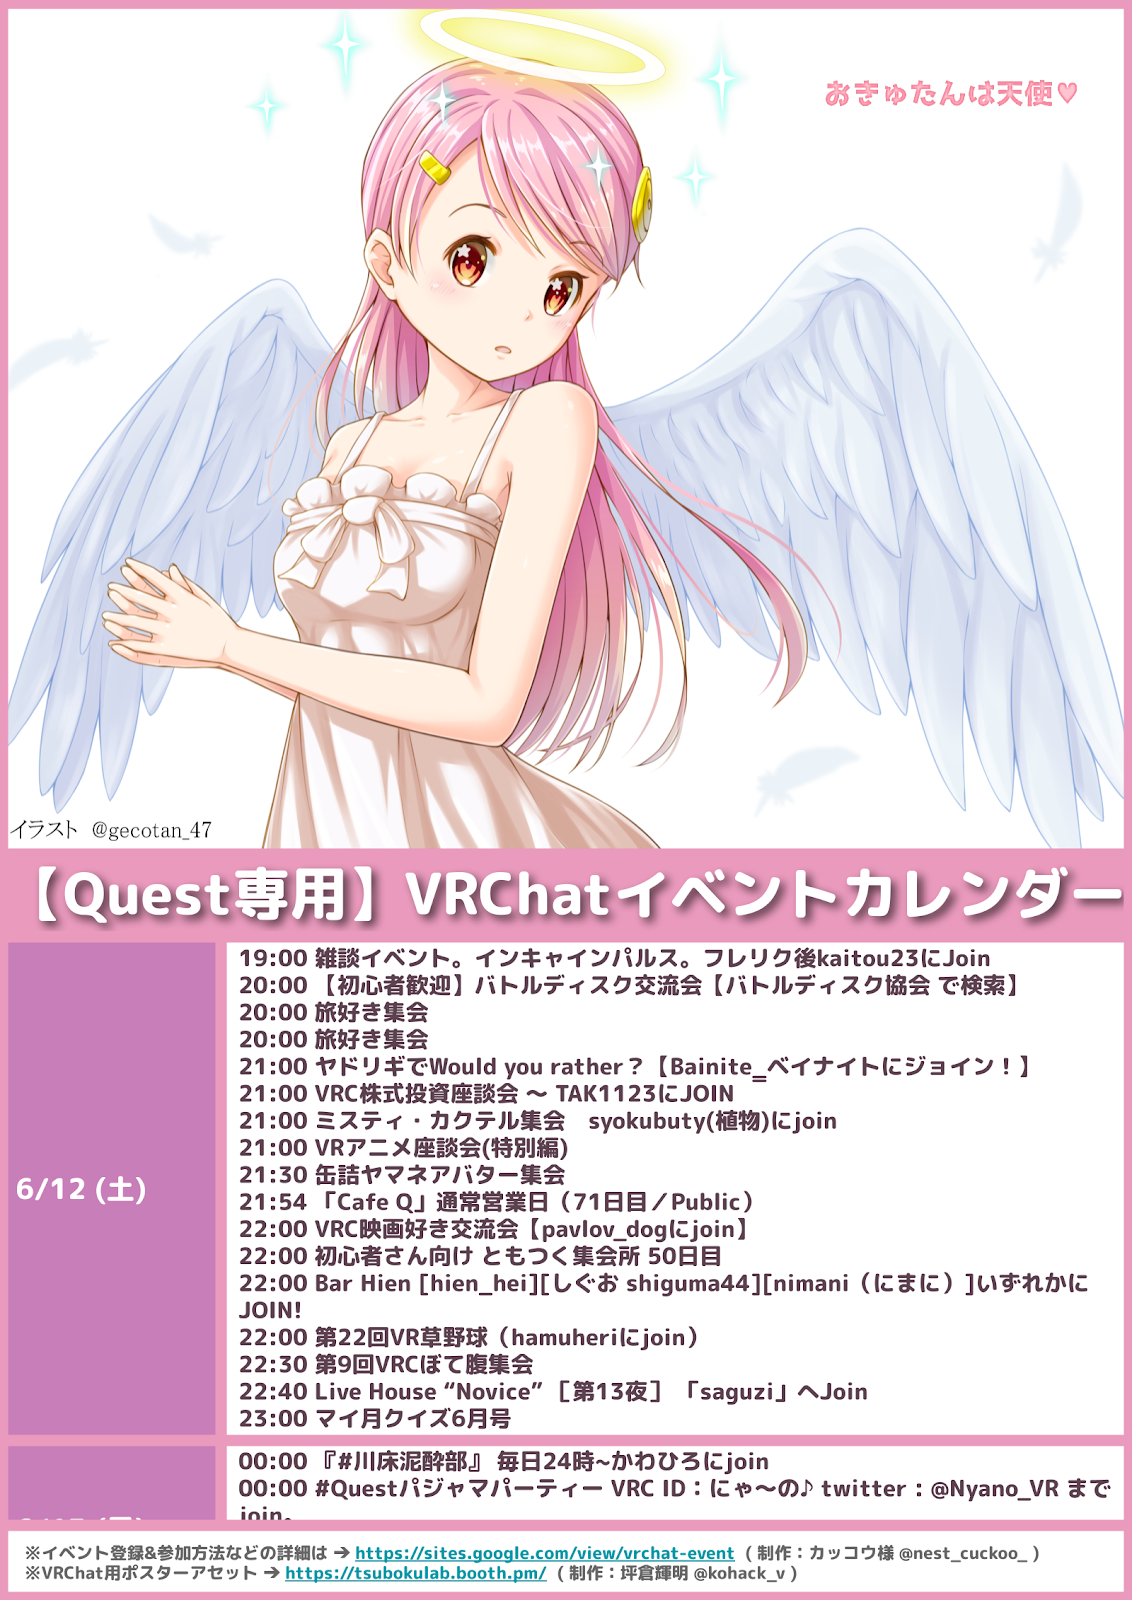 おきゅたんは天使♥
イラスト @gecotan_47
【Quest専用】VRChatイベントカレンダー
6/12 (土)
19:00 雑談イベント。インキャインパルス。フレリク後kaitou23にJoin
20:00 【初心者歓迎】バトルディスク交流会【バトルディスク協会 で検索】
20:00 旅好き集会
20:00 旅好き集会
21:00 ヤドリギでWould you rather？【Bainite‗ベイナイトにジョイン！】
21:00 VRC株式投資座談会 〜 TAK1123にJOIN
21:00 ミスティ・カクテル集会　syokubuty(植物)にjoin
21:00 VRアニメ座談会(特別編)
21:30 缶詰ヤマネアバター集会
21:54 「Cafe Q」通常営業日（71日目／Public）
22:00 VRC映画好き交流会【pavlov_dogにjoin】
22:00 初心者さん向け ともつく集会所 50日目
22:00 Bar Hien [hien_hei][しぐお shiguma44][nimani（にまに）]いずれかに
JOIN!
22:00 第22回VR草野球（hamuheriにjoin）
22:30 第9回VRCぼて腹集会
22:40 Live House “Novice” ［第13夜］ 「saguzi」へJoin
23:00 マイ月クイズ6月号
00:00 『#川床泥酔部』 毎日24時~かわひろにjoin
00:00 #Questパジャマパーティー VRC ID：にゃ〜の♪ twitter : @Nyano_VR まで
join。
※イベント登録&参加方法などの詳細は ➔ https://sites.google.com/view/vrchat-event ( 制作：カッコウ様 @nest_cuckoo_ )
※VRChat用ポスターアセット ➔ https://tsubokulab.booth.pm/ ( 制作：坪倉輝明 @kohack_v )